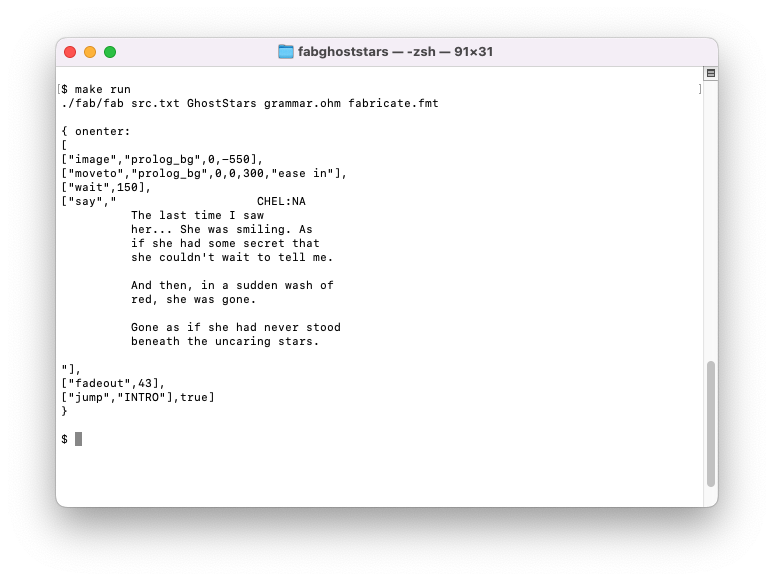 fabghoststars — -zsh — 91×31
[$ make run ]
./fab/fab src.txt GhostStars grammar.ohm fabricate.fmt
{ onenter:
[
["image","prolog_bg",0,-550],
["moveto","prolog_bg",0,0,300,"ease in"],
["wait",150],
["say"," CHEL:NA
The last time I saw
her... She was smiling. As
if she had some secret that
she couldn't wait to tell me.
And then, in a sudden wash of
red, she was gone.
Gone as if she had never stood
beneath the uncaring stars.
"],
["fadeout",43],
["jump","INTRO"],true]
}
$